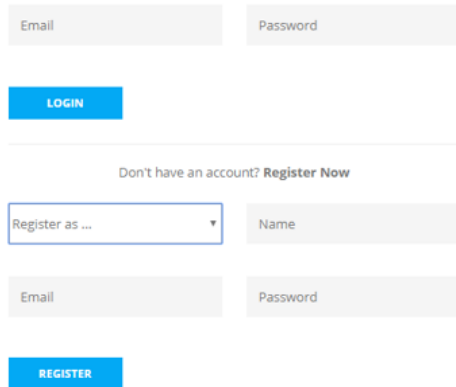 Email Password
LOGIN
Don't have an account? Register Now
Register as ... Name
Email Password
REGISTER